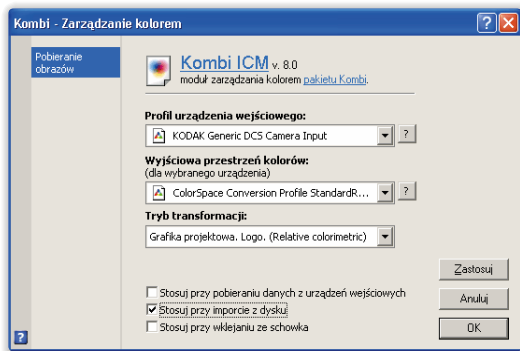 Kombi - Zarządzanie kolorem
Pobieranie
obrazów
Kombi ICM v. 8.0
moduł zarządzania kolorem pakietu Kombi.
Profil urządzenia wejściowego:
KODAK Generic DCS Camera Input
?
Wyjściowa przestrzeń kolorów:
(dla wybranego urządzenia)
ColorSpace Conversion Profile StandardR...
?
Tryb transformacji:
Grafika projektowa. Logo. (Relative colorimetric)
Zastosuj
Stosuj przy pobieraniu danych z urządzeń wejściowych
Anuluj
Stosuj przy imporcie z dysku
Stosuj przy wklejaniu ze schowka
OK
?